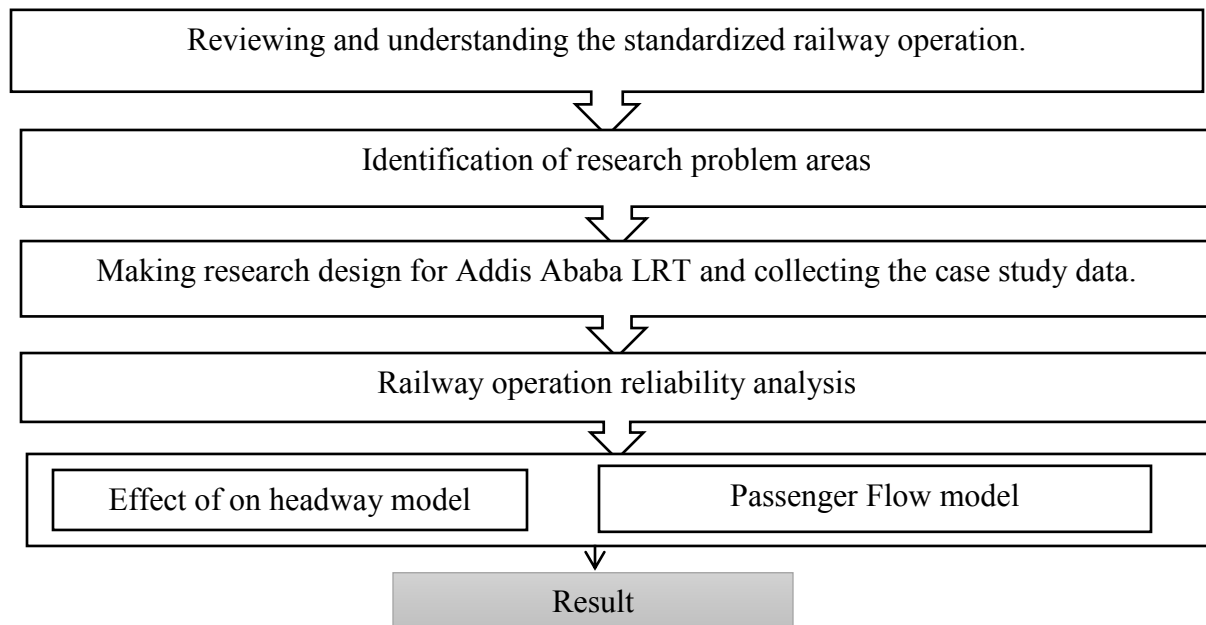 Reviewing and understanding the standardized railway operation.
Identification of research problem areas
Making research design for Addis Ababa LRT and collecting the case study data.
Railway operation reliability analysis
Effect of on headway model
Passenger Flow model
Result